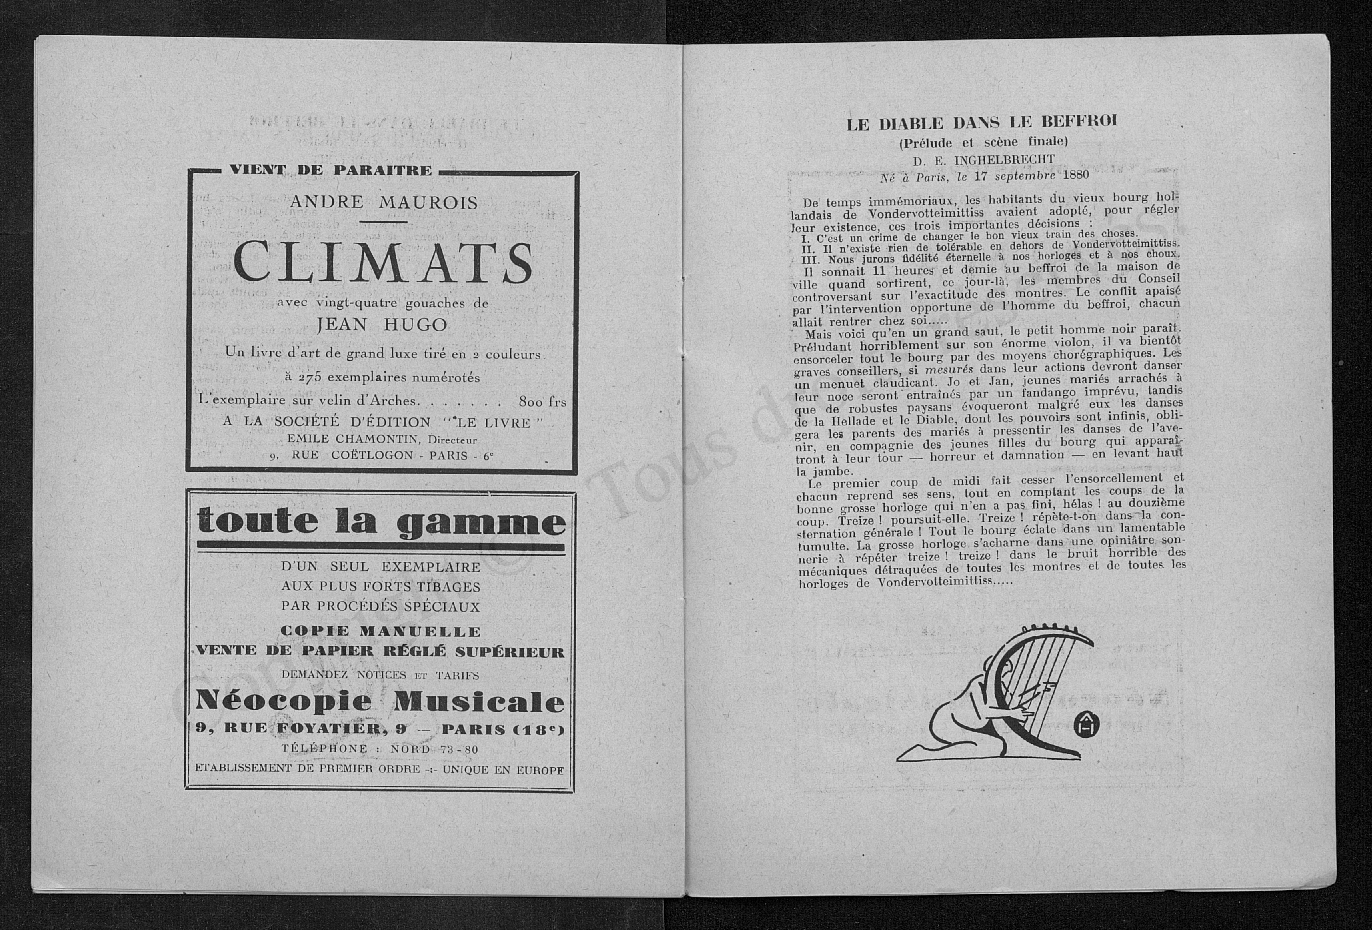 VIENT DE PARAITRE
ANDRE MAUROIS
CLIMATS
avec vingt-quatre gouaches de
JEAN HUGO
Un livre d'art de grand luxe tiré en 2 couleurs
à 275 exemplaires numérotés
L'exemplaire sur velin d'Arches. . . . . . . 800 frs
A LA SOCIÉTÉ D'ÉDITION "LE LIVRE"
EMILE CHAMONTIN, Directeur
9, RUE COËTLOGON - PARIS - 6e
toute la gamme
D'UN SEUL EXEMPLAIRE
AUX PLUS FORTS TIRAGES
PAR PROCÉDÉS SPÉCIAUX
COPIE MANUELLE
VENTE DE PAPIER RÉGLÉ SUPÉRIEUR
DEMANDEZ NOTICES ET TARIFS
Néocopie Musicale
9, RUE FOYATIER, 9 — PARIS (18e)
TÉLÉPHONE : NORD 73-80
ETABLISSEMENT DE PREMIER ORDRE -:- UNIQUE EN EUROPE
LE DIABLE DANS LE BEFFROI
(Prélude et scène finale)
D. E. INGHELBRECHT
Né à Paris, le 17 septembre 1880
De temps immémoriaux, les habitants du vieux bourg hol-
landais de Vondervotteimittiss avaient adopté, pour régler
leur existence, ces trois importantes décisions :
I. C'est un crime de changer le bon vieux train des choses.
II. Il n'existe rien de tolérable en dehors de Vondervotteimittiss.
III. Nous jurons fidélité éternelle à nos horloges et à nos choux.
Il sonnait 11 heures et demie au beffroi de la maison de
ville quand sortirent, ce jour-là, les membres du Conseil
controversant sur l'exactitude des montres. Le conflit apaisé
par l'intervention opportune de l'homme du beffroi, chacun
allait rentrer chez soi.....
Mais voici qu'en un grand saut, le petit homme noir paraît.
Préludant horriblement sur son énorme violon, il va bientôt
ensorceler tout le bourg par des moyens chorégraphiques. Les
graves conseillers, si mesurés dans leur actions devront danser
un menuet claudicant. Jo et Jan, jeunes mariés arrachés à
leur noce seront entraînés par un fandango imprévu, tandis
que de robustes paysans évoqueront malgré eux les danses
de la Hellade et le Diable, dont les pouvoirs sont infinis, obli-
gera les parents des mariés à pressentir les danses de l'ave-
nir, en compagnie des jeunes filles du bourg qui apparaî-
tront à leur tour — horreur et damnation — en levant haut
la jambe.
Le premier coup de midi fait cesser l'ensorcellement et
chacun reprend ses sens, tout en comptant les coups de la
bonne grosse horloge qui n'en a pas fini, hélas ! au douzième
coup. Treize ! poursuit-elle. Treize ! répète-t-on dans la con-
sternation générale ! Tout le bourg éclate dans un lamentable
tumulte. La grosse horloge s'acharne dans une opiniâtre son-
nerie à répéter treize ! treize ! dans le bruit horrible des
mécaniques détraquées de toutes les montres et de toutes les
horloges de Vondervotteimittiss.....